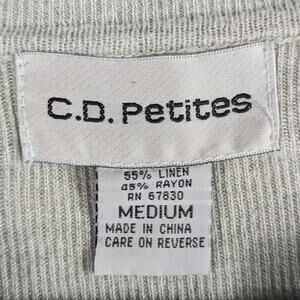 C.D. Petites
55% LINEN
45% RAYON
RN 67830
MEDIUM
MADE IN CHINA
CARE ON REVERSE